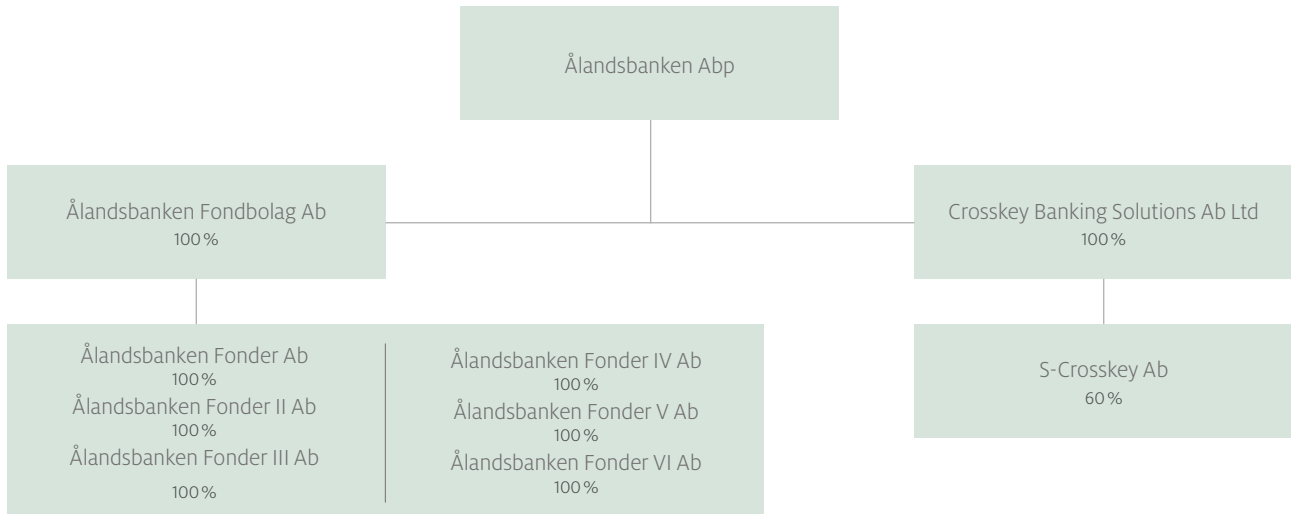 Ålandsbanken Abp
Ålandsbanken Fondbolag Ab
100 %
Crosskey Banking Solutions Ab Ltd
100 %
Ålandsbanken Fonder Ab
100 %
Ålandsbanken Fonder II Ab
100 %
Ålandsbanken Fonder III Ab
100 %
Ålandsbanken Fonder IV Ab
100 %
Ålandsbanken Fonder V Ab
100 %
Ålandsbanken Fonder VI Ab
100 %
S-Crosskey Ab
60 %